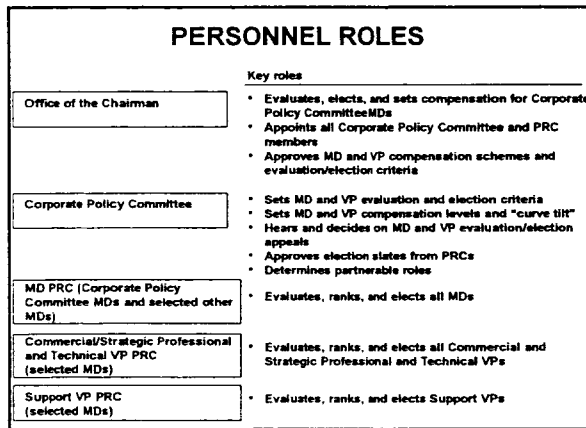 PERSONNEL ROLES
Key roles
Office of the Chairman
• Evaluates, elects, and sets compensation for Corporate
Policy CommitteeMDs
• Appoints all Corporate Policy Committee and PRC
members
• Approves MD and VP compensation schemes and
evaluation/election criteria
Corporate Policy Committee
• Sets MD and VP evaluation and election criteria
• Sets MD and VP compensation levels and "curve tilt"
• Hears and decides on MD and VP evaluation/election
appeals
• Approves election slates from PRCs
• Determines partnerable roles
MD PRC (Corporate Policy
Committee MDs and selected other
MDs)
• Evaluates, ranks, and elects all MDs
Commercial/Strategic Professional
and Technical VP PRC
(selected MDs)
• Evaluates, ranks, and elects all Commercial and
Strategic Professional and Technical VPs
Support VP PRC
(selected MDs)
• Evaluates, ranks, and elects Support VPs